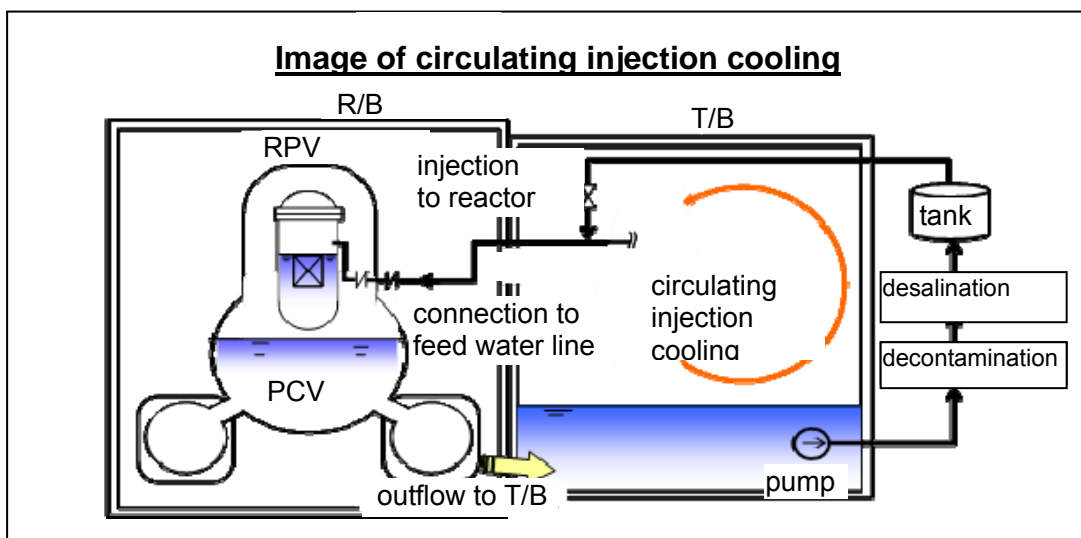 Image of circulating injection cooling
R/B
T/B
RPV
injection
to reactor
tank
desalination
circulating
injection
cooling
connection to
feed water line
decontamination
PCV
pump
outflow to T/B